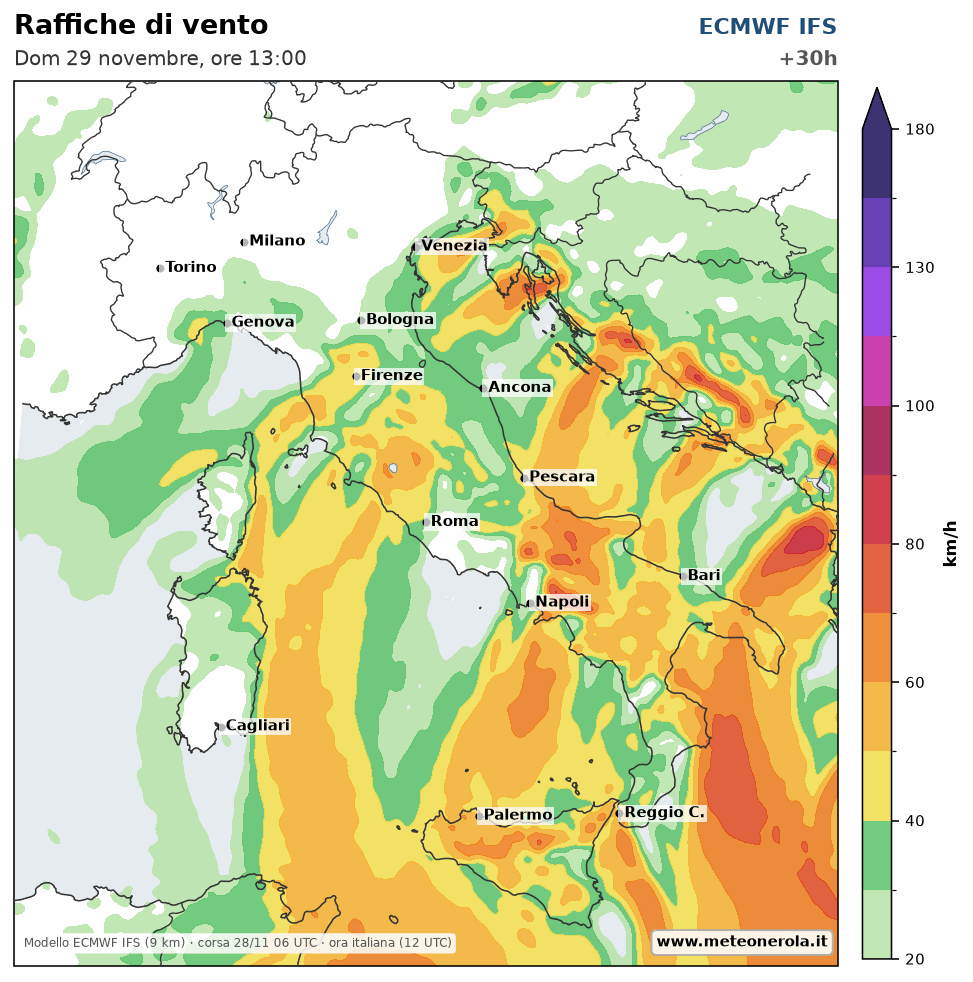 Raffiche di vento
ECMWF IFS
Dom 29 novembre, ore 13:00
+30h
Milano
Venezia
Torino
Genova
Bologna
Firenze
Ancona
Pescara
Roma
Bari
Napoli
Cagliari
Palermo
Reggio C.
180
130
100
80
60
40
20
km/h
Modello ECMWF IFS (9 km) · corsa 28/11 06 UTC · ora italiana (12 UTC)
www.meteonerola.it